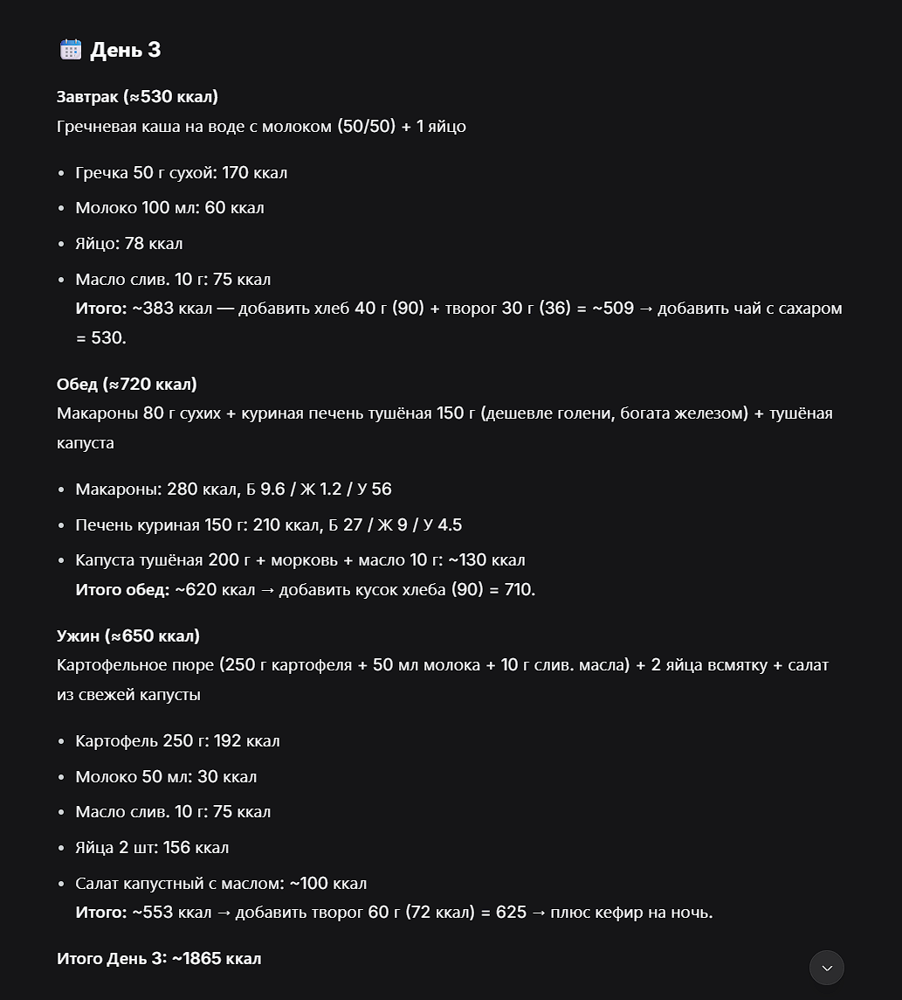 День 3
Завтрак (≈530 ккал)
Гречневая каша на воде с молоком (50/50) + 1 яйцо
• Гречка 50 г сухой: 170 ккал
• Молоко 100 мл: 60 ккал
• Яйцо: 78 ккал
• Масло слив. 10 г: 75 ккал
Итого: ~383 ккал — добавить хлеб 40 г (90) + творог 30 г (36) = ~509 → добавить чай с сахаром
= 530.
Обед (≈720 ккал)
Макароны 80 г сухих + куриная печень тушёная 150 г (дешевле голени, богата железом) + тушёная
капуста
• Макароны: 280 ккал, Б 9.6 / Ж 1.2 / У 56
• Печень куриная 150 г: 210 ккал, Б 27 / Ж 9 / У 4.5
• Капуста тушёная 200 г + морковь + масло 10 г: ~130 ккал
Итого обед: ~620 ккал → добавить кусок хлеба (90) = 710.
Ужин (≈650 ккал)
Картофельное пюре (250 г картофеля + 50 мл молока + 10 г слив. масла) + 2 яйца всмятку + салат
из свежей капусты
• Картофель 250 г: 192 ккал
• Молоко 50 мл: 30 ккал
• Масло слив. 10 г: 75 ккал
• Яйца 2 шт: 156 ккал
• Салат капустный с маслом: ~100 ккал
Итого: ~553 ккал → добавить творог 60 г (72 ккал) = 625 → плюс кефир на ночь.
Итого День 3: ~1865 ккал